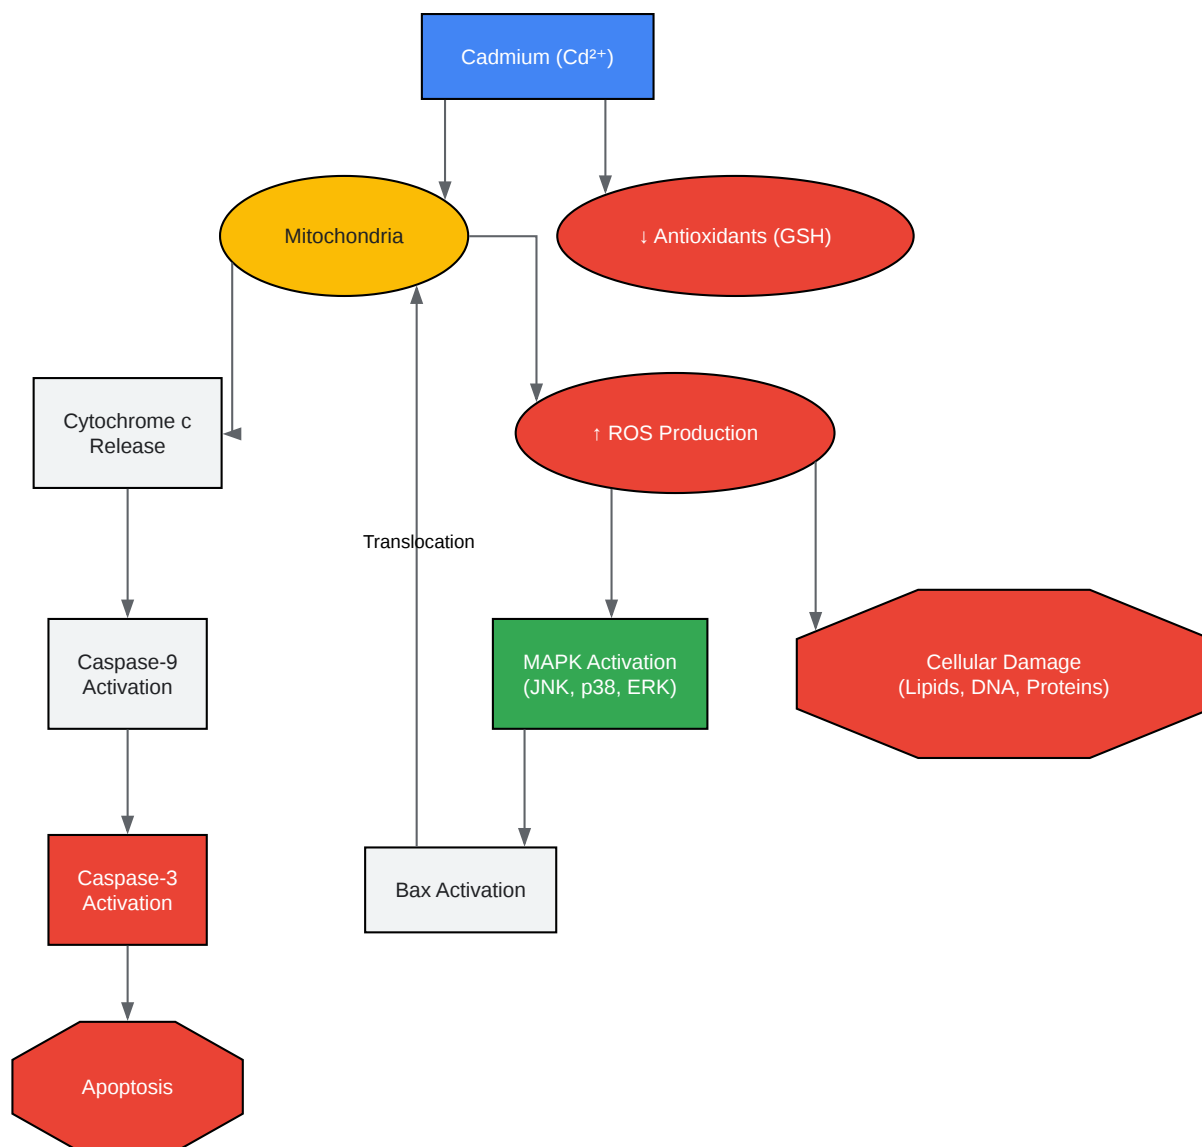 Cadmium (Cd²⁺)
Mitochondria
↓ Antioxidants (GSH)
Cytochrome c
Release
↑ ROS Production
Translocation
Caspase-9
Activation
MAPK Activation
(JNK, p38, ERK)
Cellular Damage
(Lipids, DNA, Proteins)
Caspase-3
Activation
Bax Activation
Apoptosis